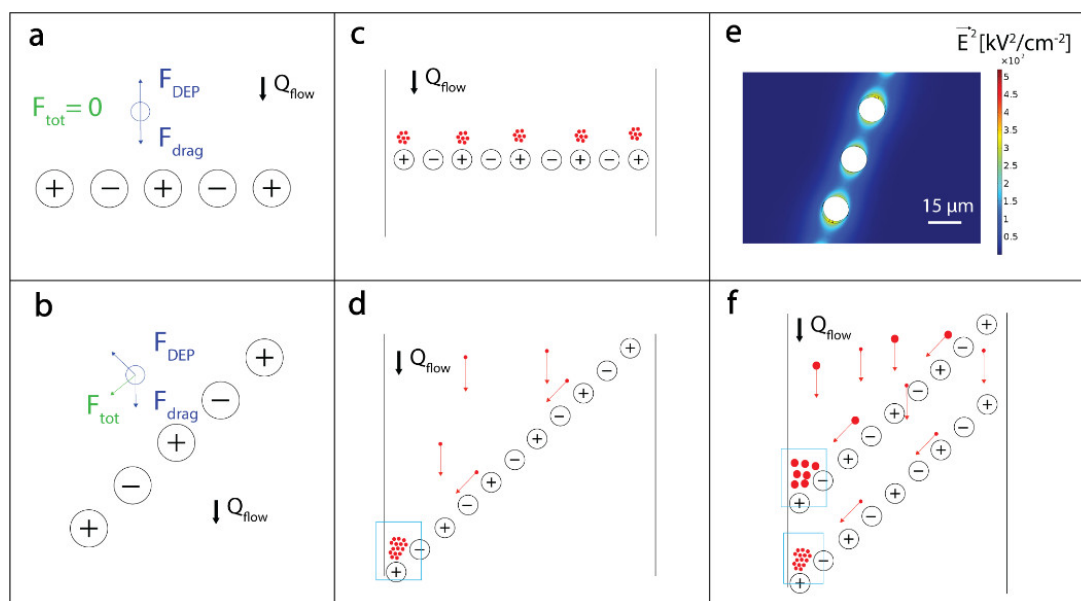 a
F_DEP
Q_flow
F_tot = 0
F_drag
+ − + − +
c
Q_flow
+ − + − + − + − +
e
E² [kV²/cm⁻²]
×10⁷
5
4.5
4
3.5
3
2.5
2
1.5
1
0.5
15 µm
b
F_DEP
F_tot
F_drag
+
−
+
−
+
Q_flow
d
Q_flow
+
−
+
−
+
−
+
−
+
−
+
f
Q_flow
+
−
+
−
+
−
+
+
−
+
−
+
−
+
−
+